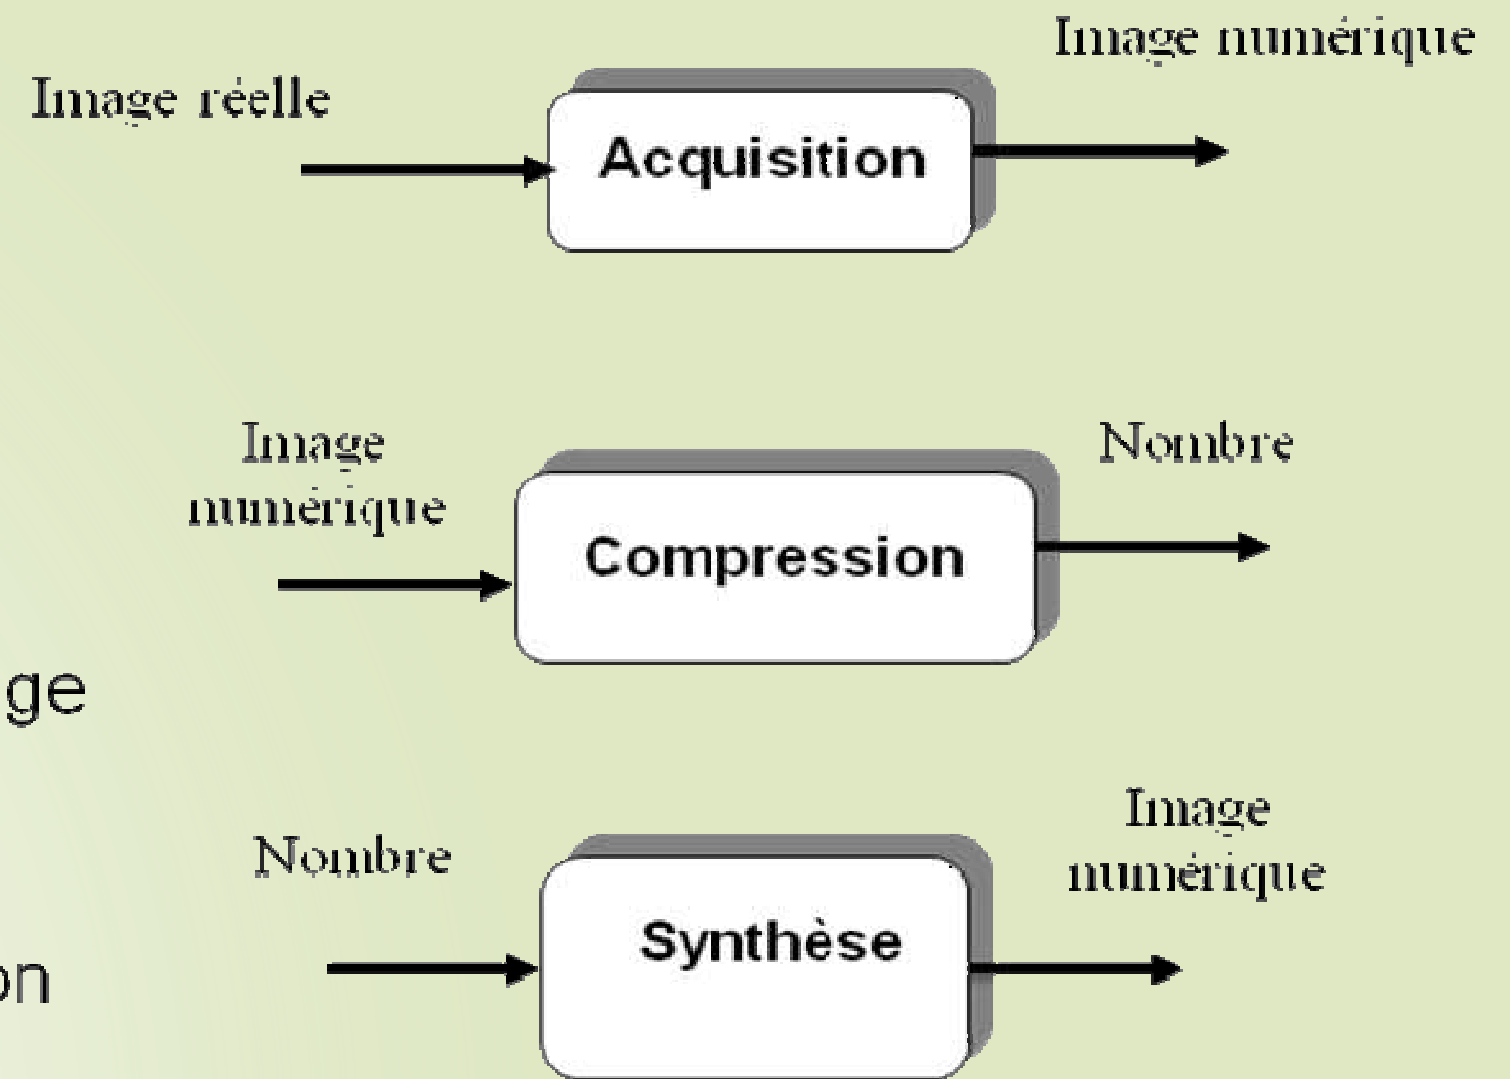 Image numérique
Image réelle
Acquisition
Image
numérique
Nombre
Compression
ge
Nombre
Image
numérique
Synthèse
on